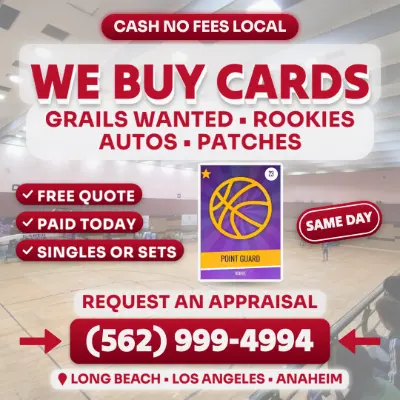 CASH NO FEES LOCAL
WE BUY CARDS
GRAILS WANTED ▪ ROOKIES
AUTOS ▪ PATCHES
✓ FREE QUOTE
✓ PAID TODAY
✓ SINGLES OR SETS
23
POINT GUARD
SAME DAY
REQUEST AN APPRAISAL
(562) 999-4994
LONG BEACH ▪ LOS ANGELES ▪ ANAHEIM